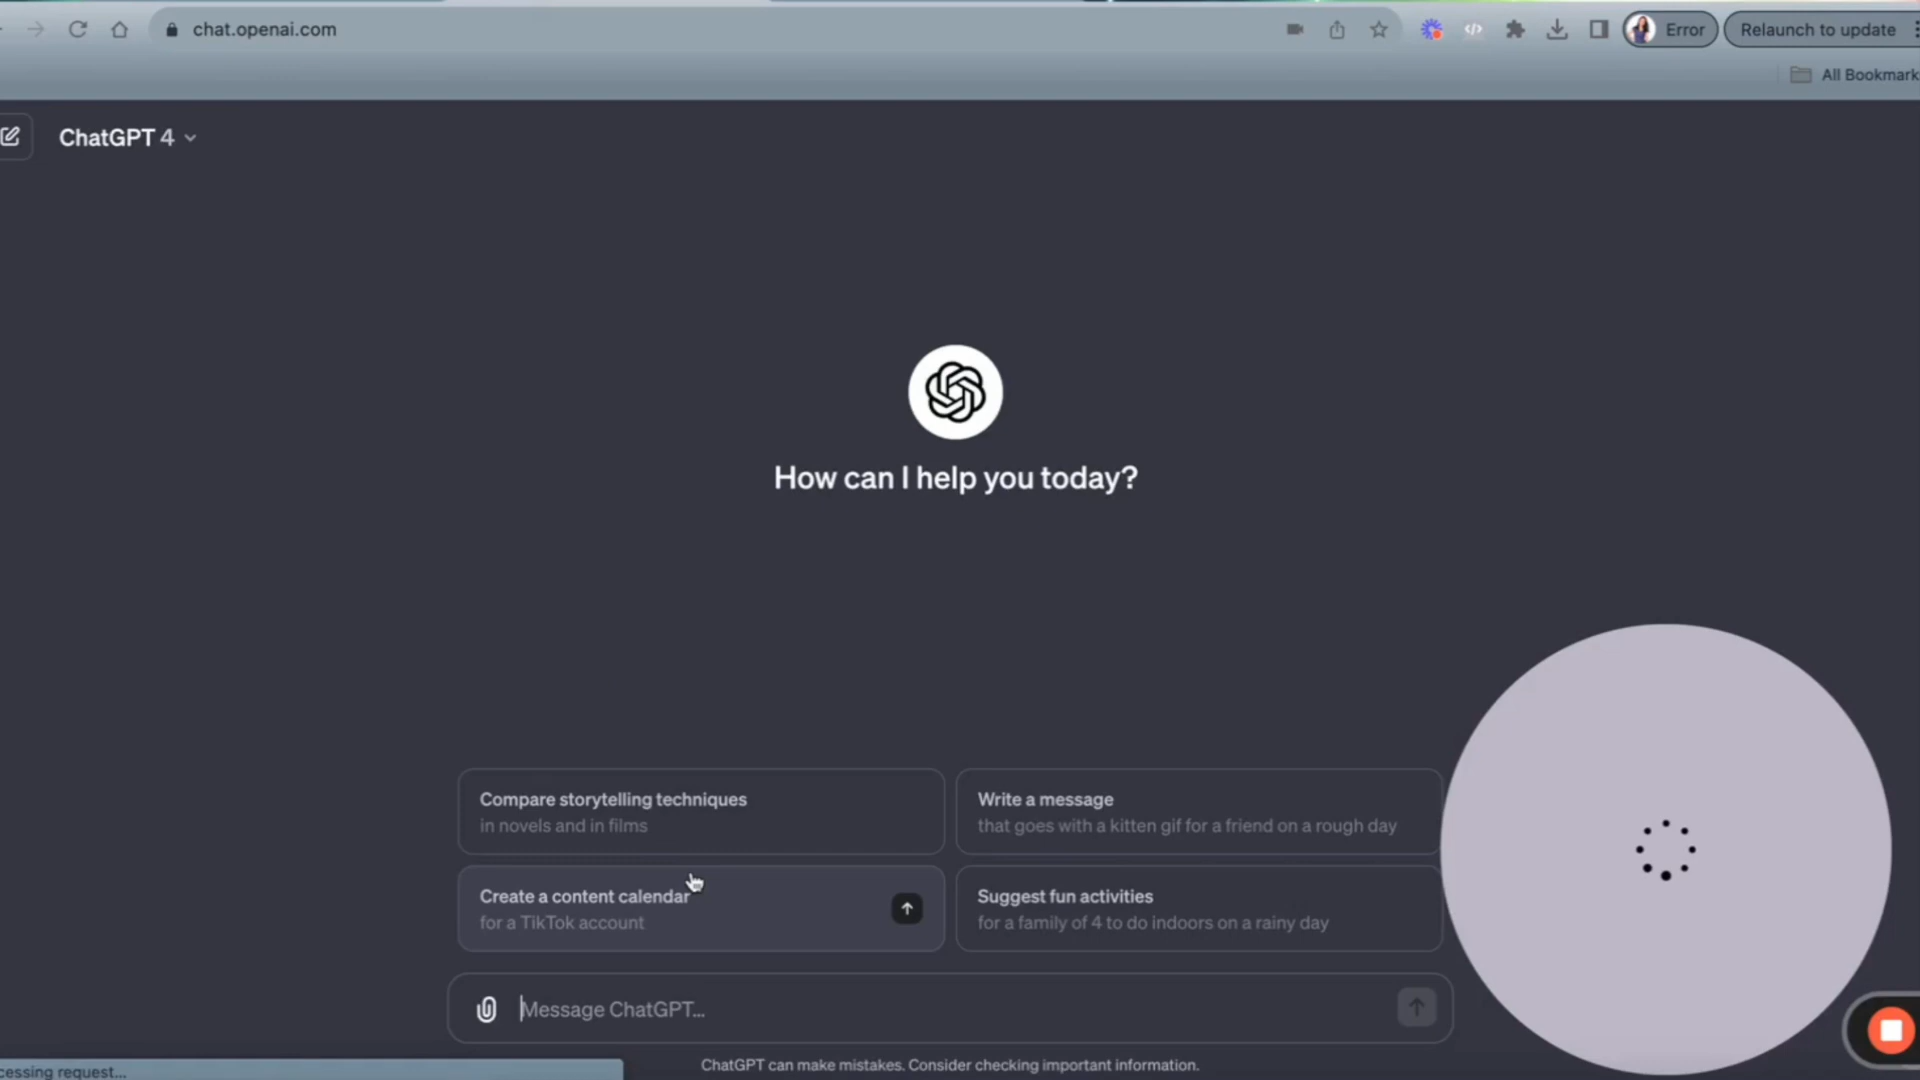 chat.openai.com
Error
Relaunch to update
All Bookmark
ChatGPT 4
How can I help you today?
Compare storytelling techniques
in novels and in films
Write a message
that goes with a kitten gif for a friend on a rough day
Create a content calendar
for a TikTok account
Suggest fun activities
for a family of 4 to do indoors on a rainy day
Message ChatGPT...
ChatGPT can make mistakes. Consider checking important information.
cessing request...